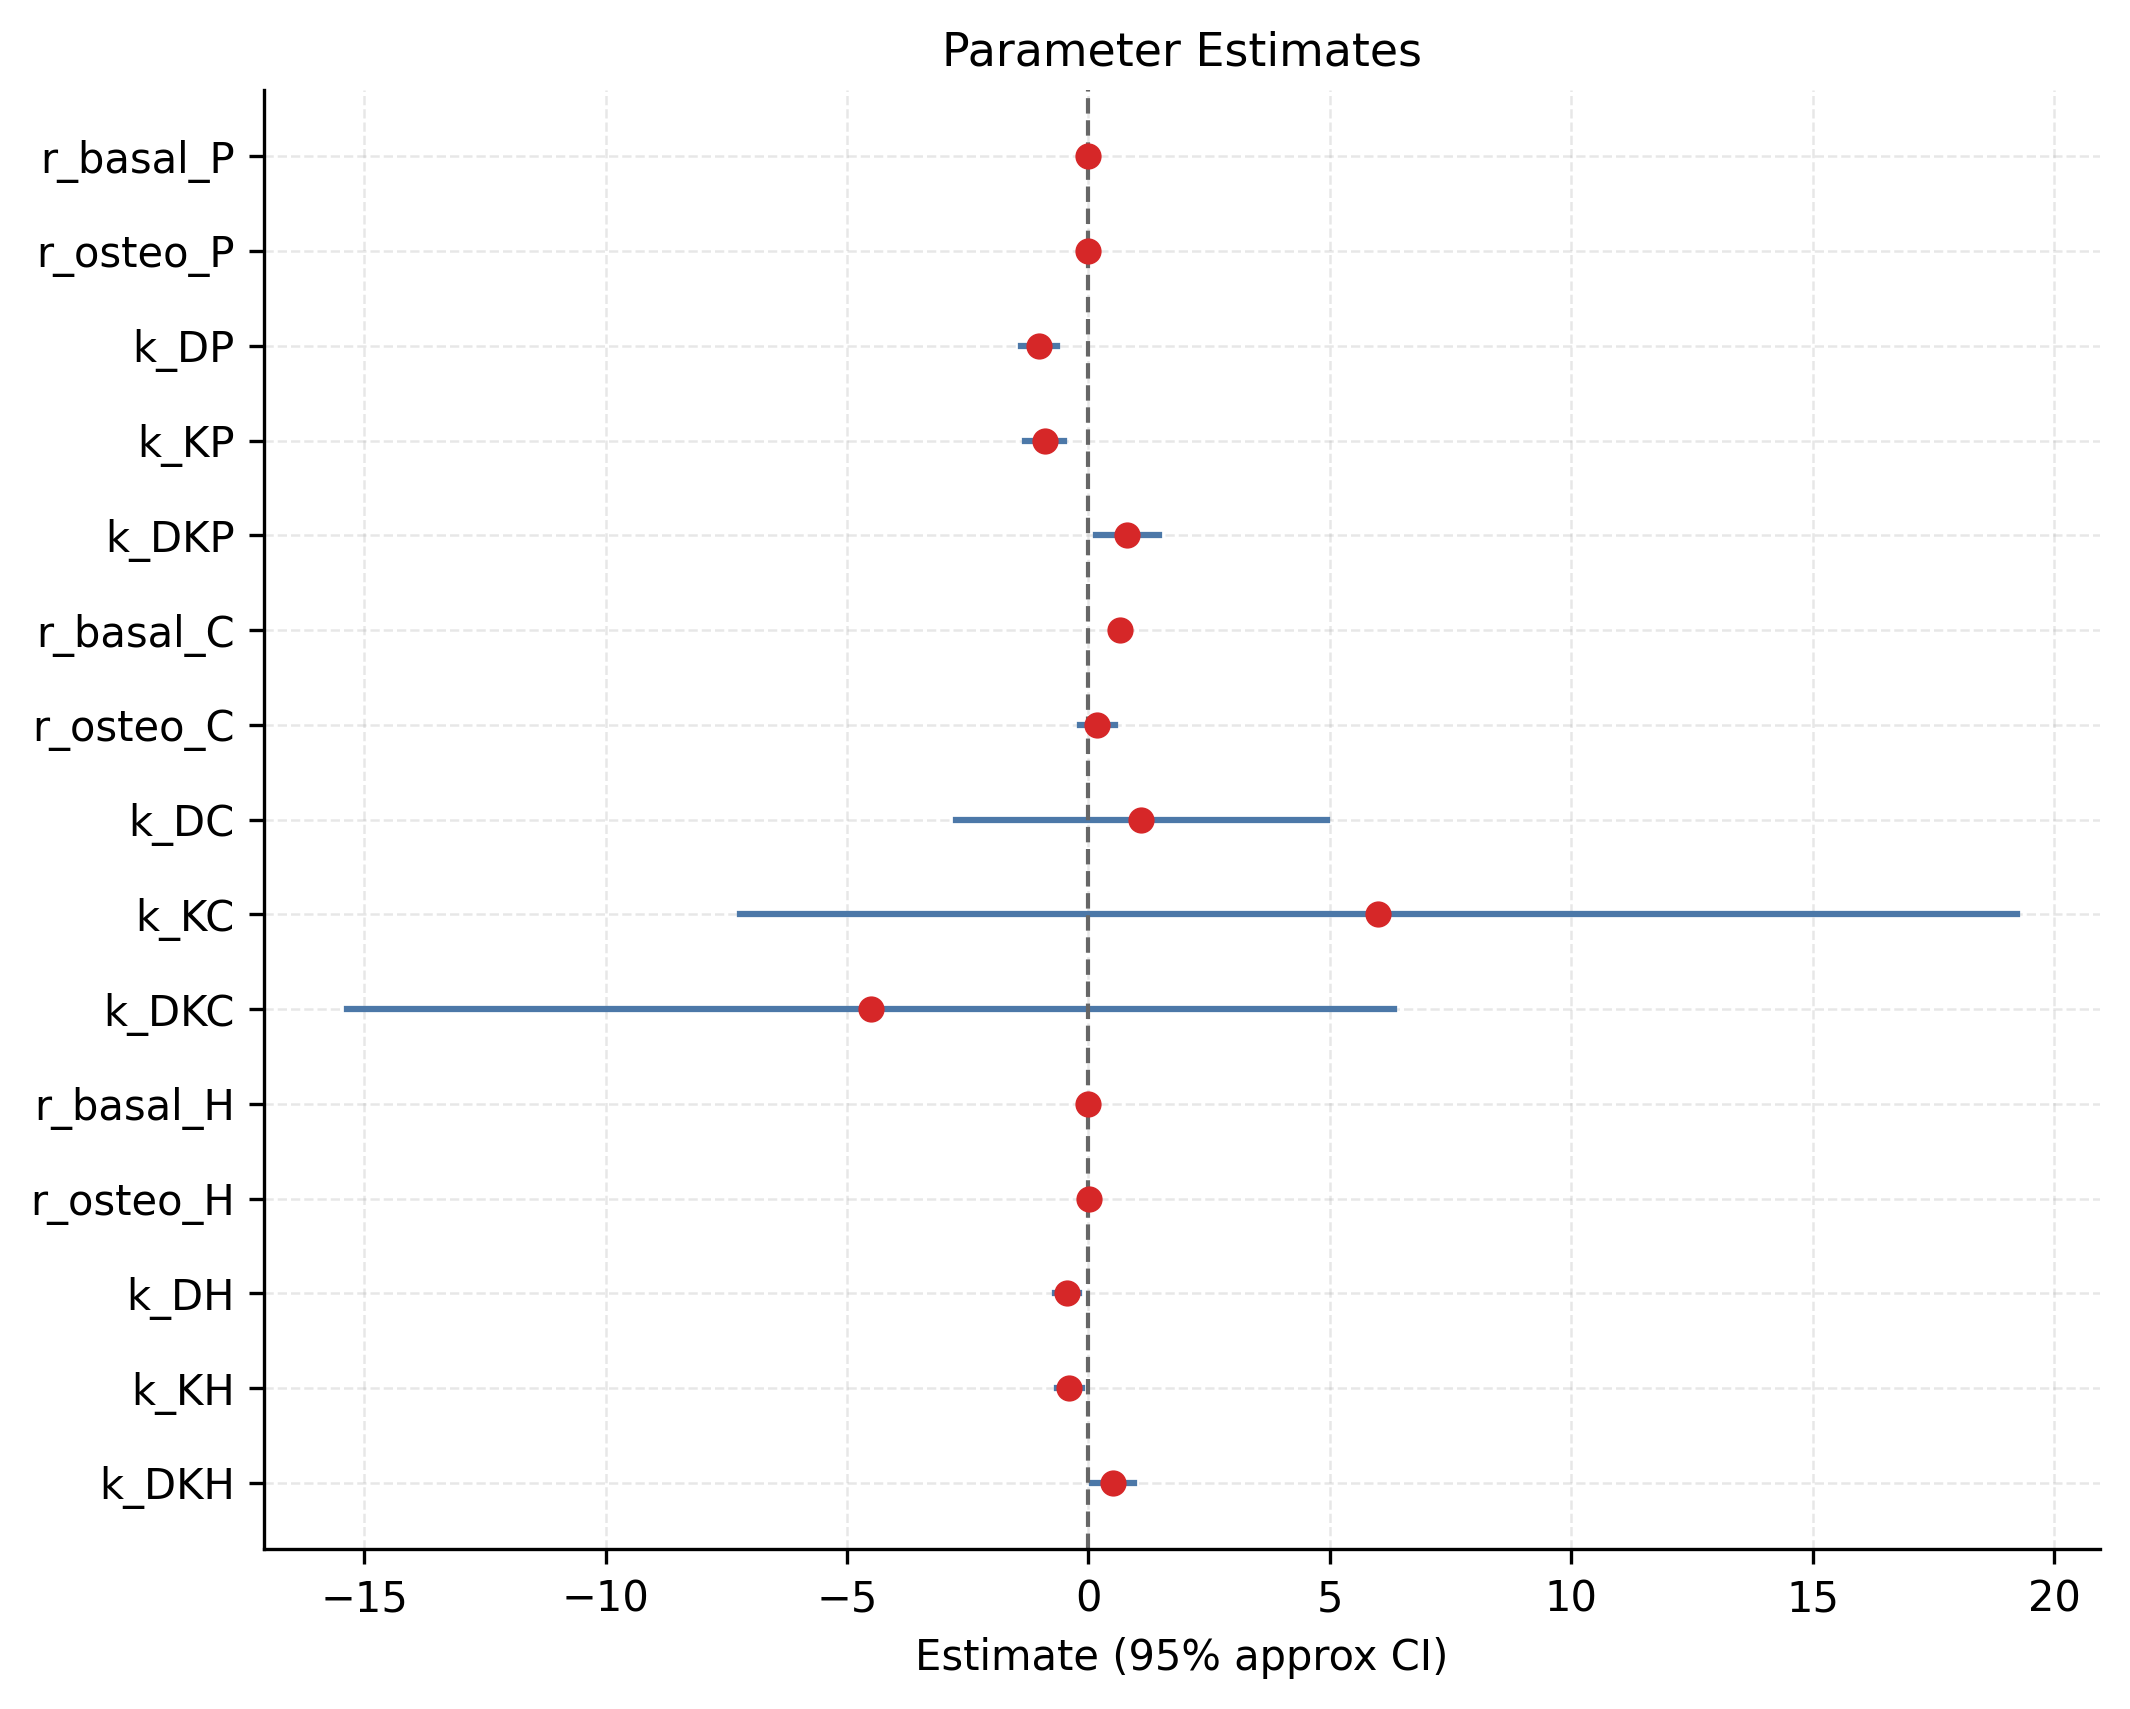 Parameter Estimates
r_basal_P
r_osteo_P
k_DP
k_KP
k_DKP
r_basal_C
r_osteo_C
k_DC
k_KC
k_DKC
r_basal_H
r_osteo_H
k_DH
k_KH
k_DKH
−15 −10 −5 0 5 10 15 20
Estimate (95% approx CI)